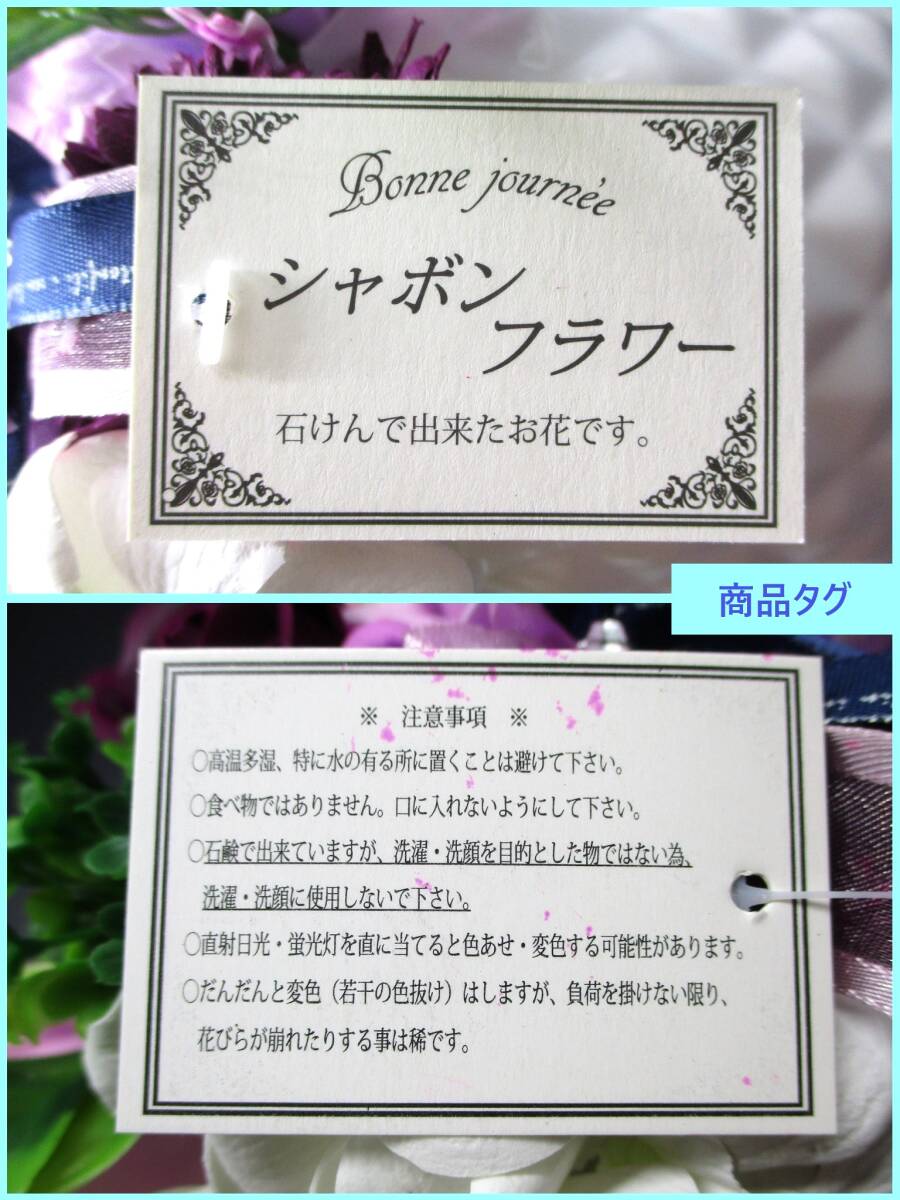 Bonne journée
シャボン
フラワー
石けんで出来たお花です。
商品タグ
※ 注意事項 ※
○高温多湿、特に水の有る所に置くことは避けて下さい。
○食べ物ではありません。口に入れないようにして下さい。
○石鹸で出来ていますが、洗濯・洗顔を目的とした物ではない為、
洗濯・洗顔に使用しないで下さい。
○直射日光・蛍光灯を直に当てると色あせ・変色する可能性があります。
○だんだんと変色（若干の色抜け）はしますが、負荷を掛けない限り、
花びらが崩れたりする事は稀です。